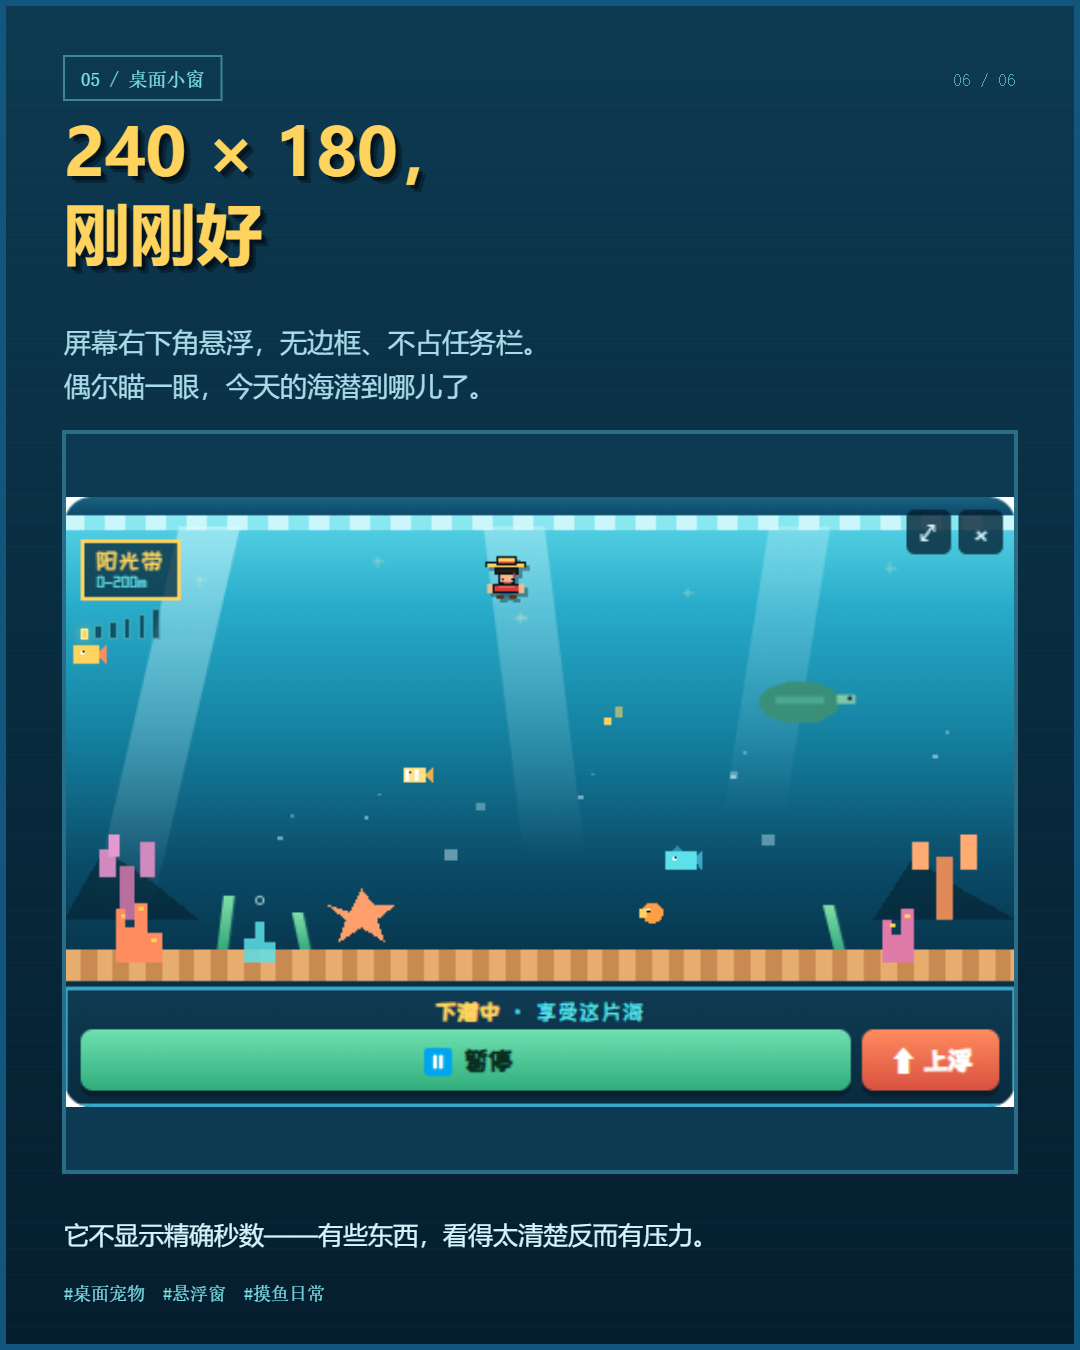 05 / 桌面小窗
06 / 06
240 × 180,
刚刚好
屏幕右下角悬浮，无边框、不占任务栏。
偶尔瞄一眼，今天的海潜到哪儿了。
阳光带
0-200m
下潜中 · 享受这片海
暂停
上浮
它不显示精确秒数——有些东西，看得太清楚反而有压力。
#桌面宠物 #悬浮窗 #摸鱼日常